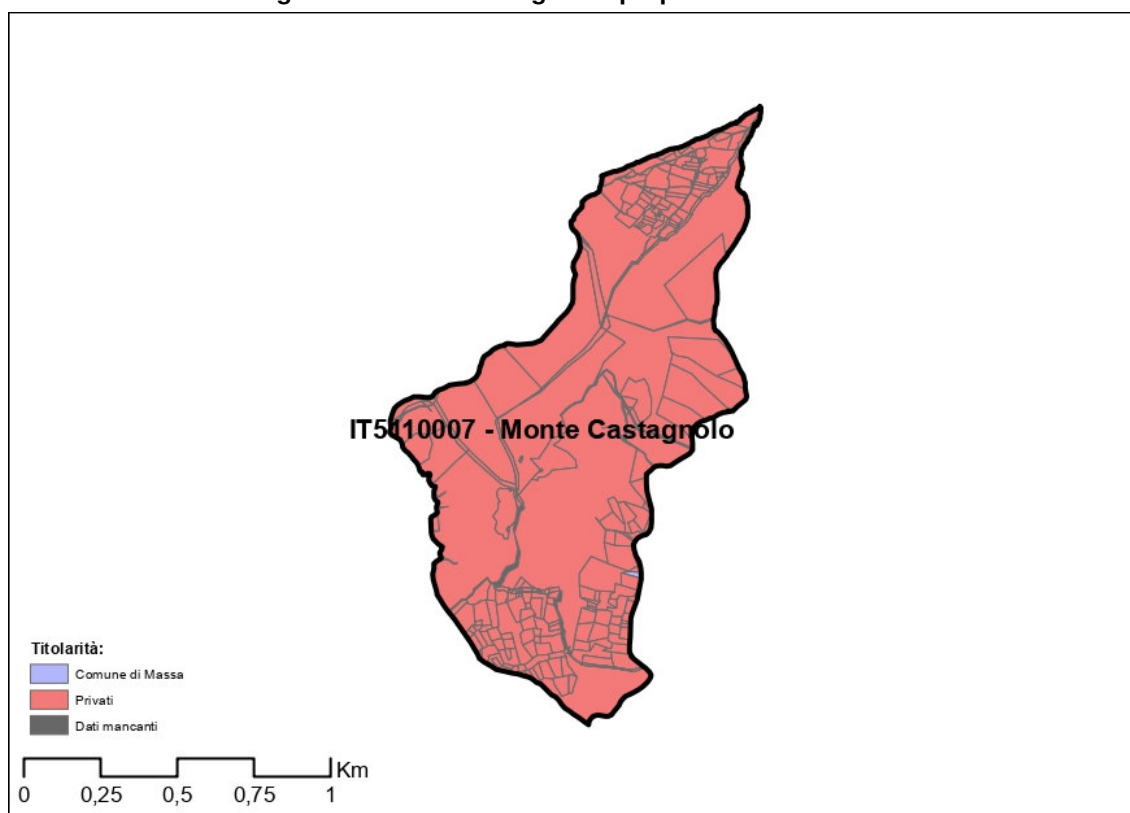 IT5110007 - Monte Castagnolo
Titolarità:
Comune di Massa
Privati
Dati mancanti
Km
0 0,25 0,5 0,75 1